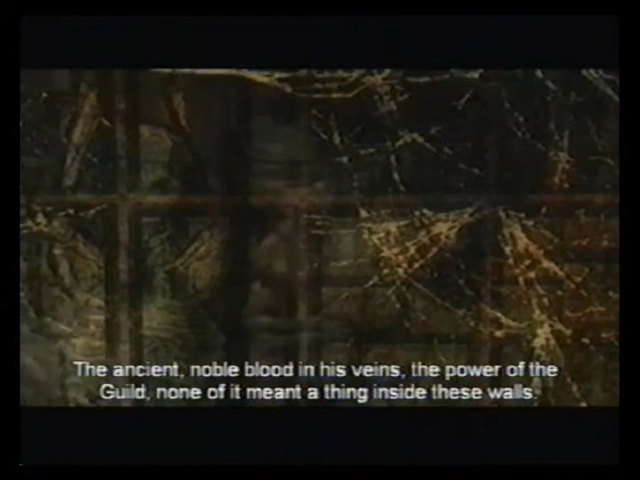 The ancient, noble blood in his veins, the power of the
Guild, none of it meant a thing inside these walls.